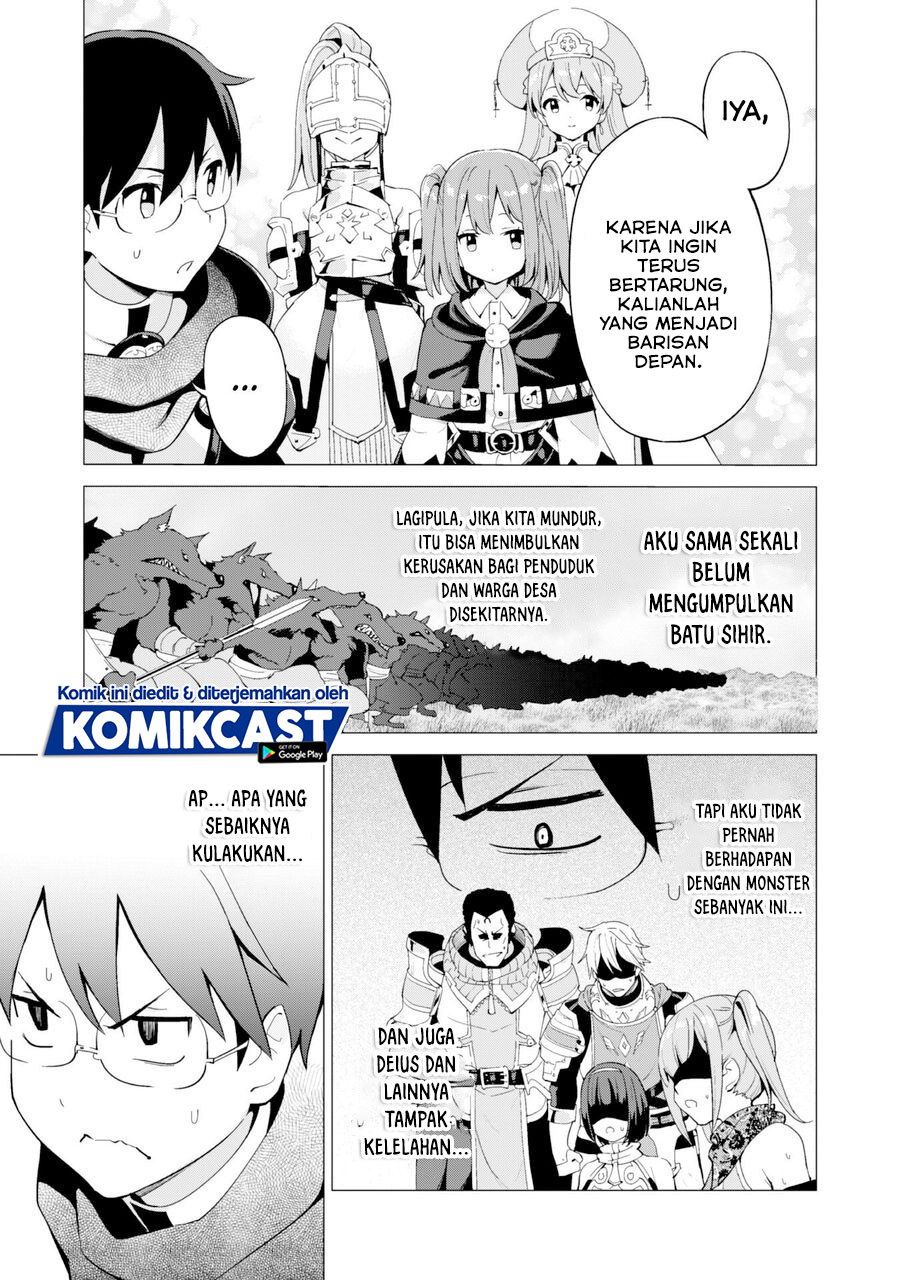 IYA,
KARENA JIKA
KITA INGIN
TERUS
BERTARUNG,
KALIANLAH
YANG MENJADI
BARISAN
DEPAN.
...
AKU SAMA SEKALI
BELUM
MENGUMPULKAN
BATU SIHIR.
LAGIPULA, JIKA KITA MUNDUR,
ITU BISA MENIMBULKAN
KERUSAKAN BAGI PENDUDUK
DAN WARGA DESA
DISEKITARNYA.
Komik ini diedit & diterjemahkan oleh
KOMIKCAST
GET IT ON
Google Play
TAPI AKU TIDAK
PERNAH
BERHADAPAN
DENGAN MONSTER
SEBANYAK INI...
DAN JUGA
DEIUS DAN
LAINNYA
TAMPAK
KELELAHAN...
AP... APA YANG
SEBAIKNYA
KULAKUKAN...